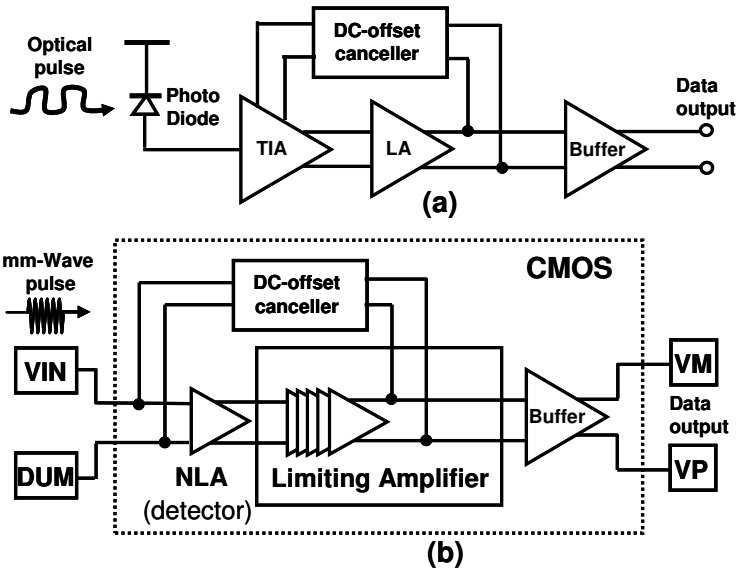 Optical
pulse
Photo
Diode
DC-offset
canceller
TIA
LA
Buffer
Data
output
(a)
mm-Wave
pulse
VIN
DUM
DC-offset
canceller
CMOS
NLA
(detector)
Limiting Amplifier
Buffer
VM
Data
output
VP
(b)